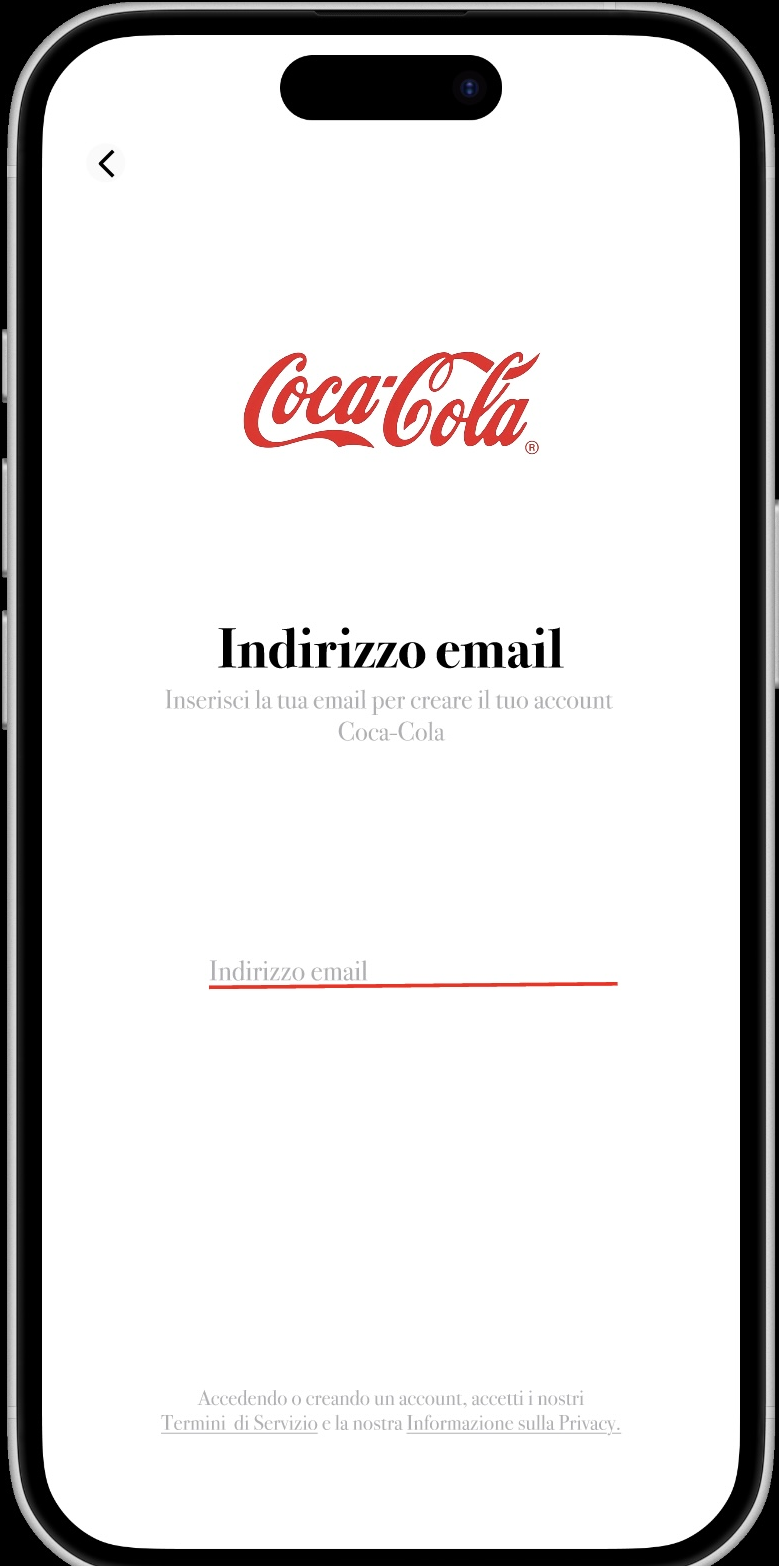 Coca-Cola
®
Indirizzo email
Inserisci la tua email per creare il tuo account
Coca-Cola
Indirizzo email
Accedendo o creando un account, accetti i nostri
Termini  di Servizio e la nostra Informazione sulla Privacy.